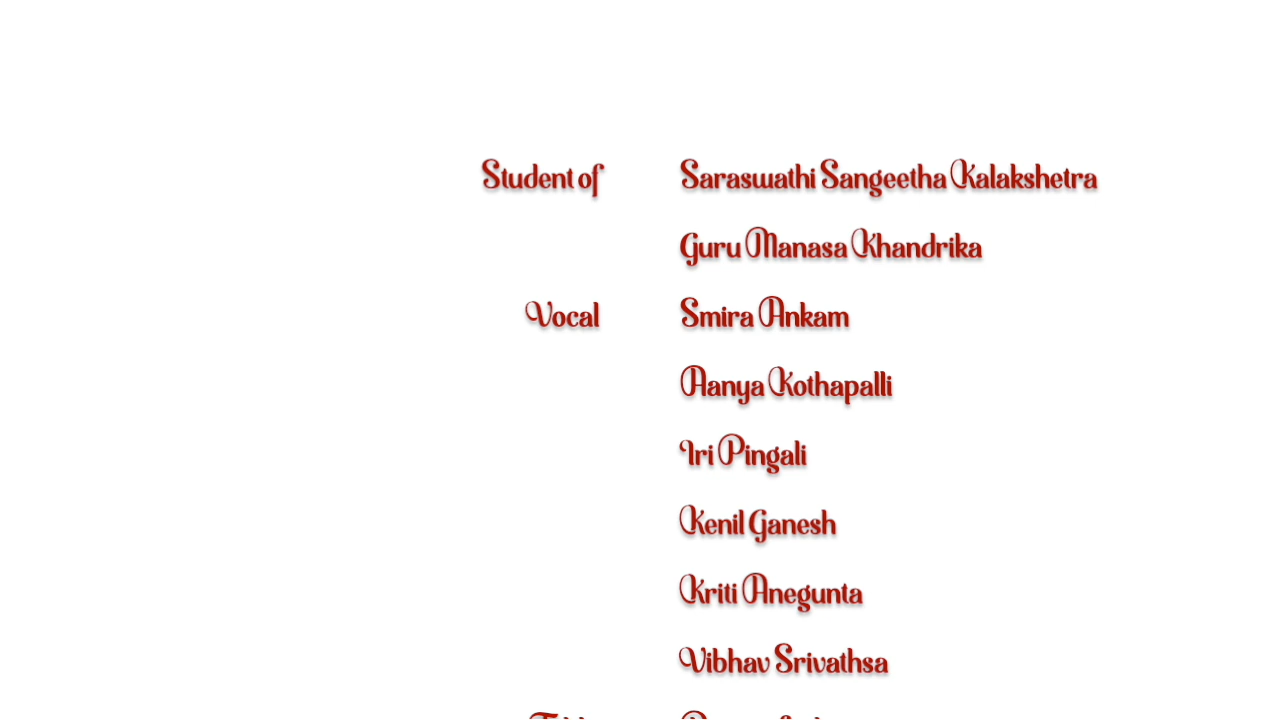 Student of Saraswathi Sangeetha Kalakshetra
Guru Manasa Khandrika
Vocal Smira Ankam
Aanya Kothapalli
Iri Pingali
Kenil Ganesh
Kriti Anegunta
Vibhav Srivathsa